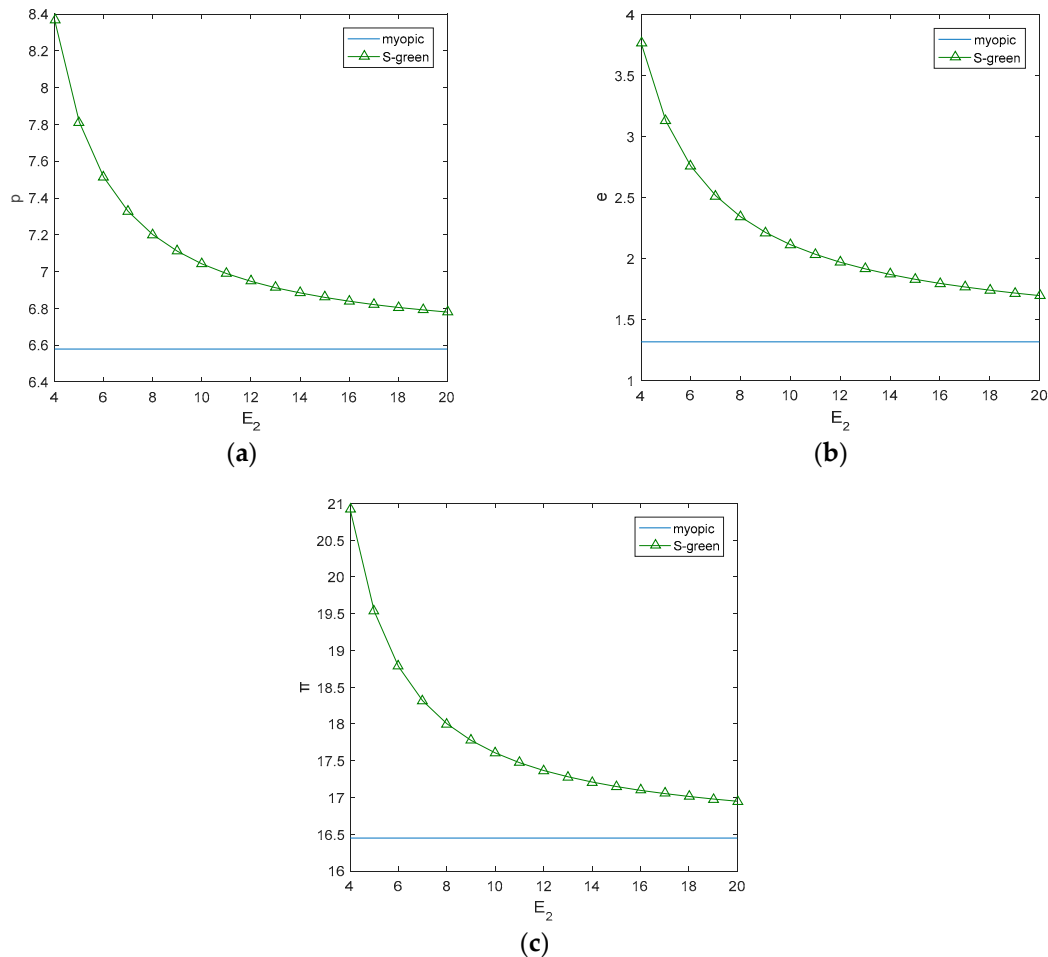 8.4
8.2
8
7.8
7.6
7.4
7.2
7
6.8
6.6
6.4
p
4 6 8 10 12 14 16 18 20
E2
myopic
S-green
(a)
4
3.5
3
2.5
2
1.5
1
e
4 6 8 10 12 14 16 18 20
E2
myopic
S-green
(b)
21
20.5
20
19.5
19
18.5
18
17.5
17
16.5
16
π
4 6 8 10 12 14 16 18 20
E2
myopic
S-green
(c)